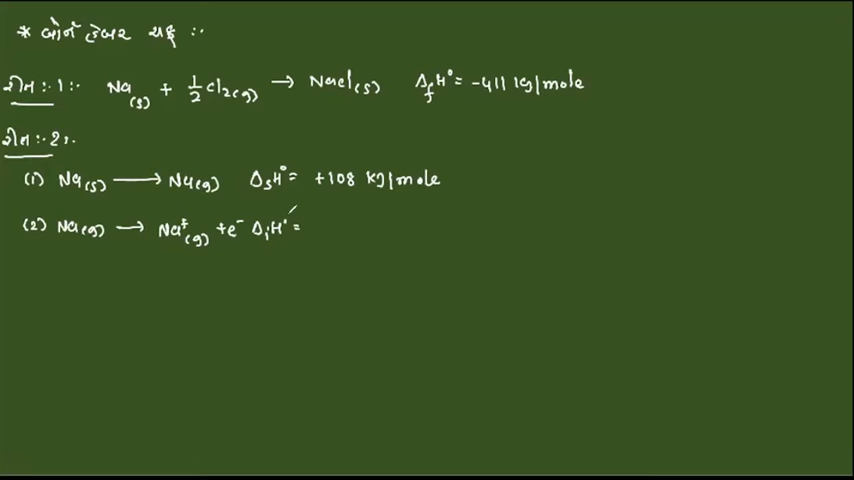 * બોર્ન હેબર ચક્ર :-
રીત :- 1 :- Na(s) + 1/2 Cl2(g) → NaCl(s) ΔfH° = -411 KJ/mole
રીત :- 2 :-
(1) Na(s) → Na(g) ΔsH° = +108 KJ/mole
(2) Na(g) → Na⁺(g) + e⁻ ΔiH° =